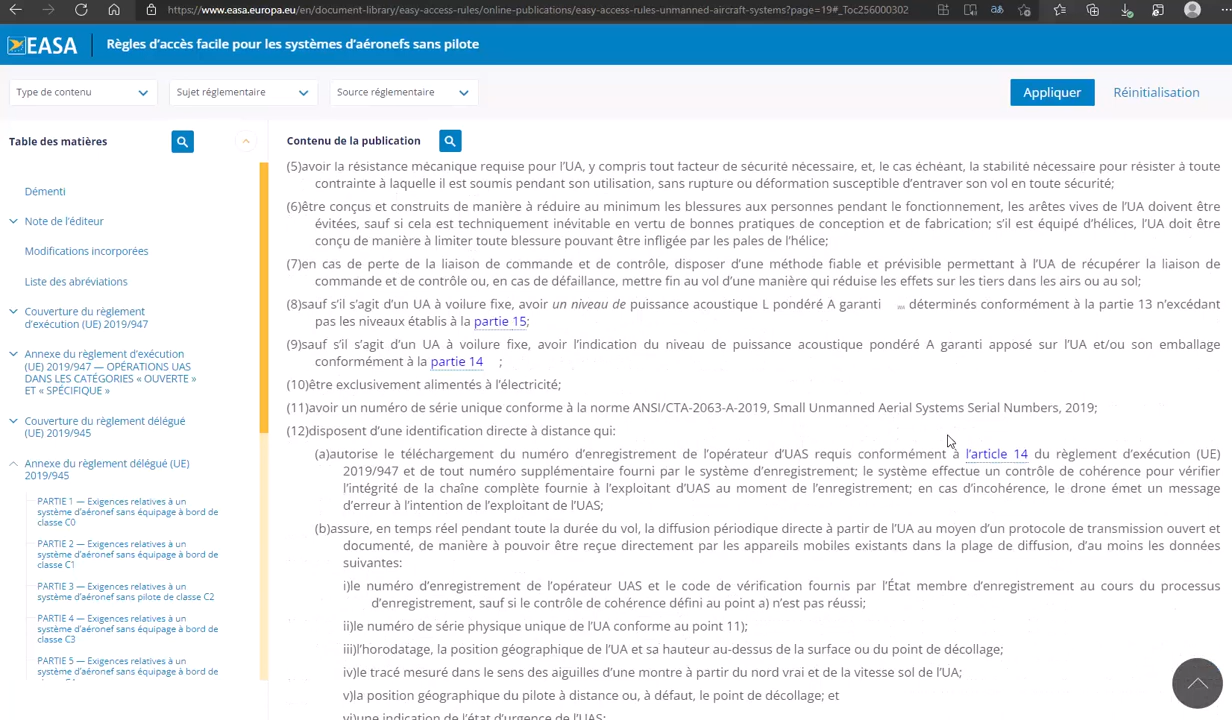 https://www.easa.europa.eu/en/document-library/easy-access-rules/online-publications/easy-access-rules-unmanned-aircraft-systems?page=19#_Toc256000302
EASA
Règles d'accès facile pour les systèmes d'aéronefs sans pilote
Type de contenu
Sujet réglementaire
Source réglementaire
Appliquer
Réinitialisation
Table des matières
Démenti
Note de l'éditeur
Modifications incorporées
Liste des abréviations
Couverture du règlement
d'exécution (UE) 2019/947
Annexe du règlement d'exécution
(UE) 2019/947 — OPÉRATIONS UAS
DANS LES CATÉGORIES « OUVERTE »
ET « SPÉCIFIQUE »
Couverture du règlement délégué
(UE) 2019/945
Annexe du règlement délégué (UE)
2019/945
PARTIE 1 — Exigences relatives à un
système d'aéronef sans équipage à bord de
classe C0
PARTIE 2 — Exigences relatives à un
système d'aéronef sans équipage à bord de
classe C1
PARTIE 3 — Exigences relatives à un
système d'aéronef sans pilote de classe C2
PARTIE 4 — Exigences relatives à un
système d'aéronef sans équipage à bord de
classe C3
PARTIE 5 — Exigences relatives à un
système d'aéronef sans équipage à bord de
Contenu de la publication
(5)avoir la résistance mécanique requise pour l'UA, y compris tout facteur de sécurité nécessaire, et, le cas échéant, la stabilité nécessaire pour résister à toute
contrainte à laquelle il est soumis pendant son utilisation, sans rupture ou déformation susceptible d'entraver son vol en toute sécurité;
(6)être conçus et construits de manière à réduire au minimum les blessures aux personnes pendant le fonctionnement, les arêtes vives de l'UA doivent être
évitées, sauf si cela est techniquement inévitable en vertu de bonnes pratiques de conception et de fabrication; s'il est équipé d'hélices, l'UA doit être
conçu de manière à limiter toute blessure pouvant être infligée par les pales de l'hélice;
(7)en cas de perte de la liaison de commande et de contrôle, disposer d'une méthode fiable et prévisible permettant à l'UA de récupérer la liaison de
commande et de contrôle ou, en cas de défaillance, mettre fin au vol d'une manière qui réduise les effets sur les tiers dans les airs ou au sol;
(8)sauf s'il s'agit d'un UA à voilure fixe, avoir un niveau de puissance acoustique L pondéré A garanti WA déterminés conformément à la partie 13 n'excédant
pas les niveaux établis à la partie 15;
(9)sauf s'il s'agit d'un UA à voilure fixe, avoir l'indication du niveau de puissance acoustique pondéré A garanti apposé sur l'UA et/ou son emballage
conformément à la partie 14 ;
(10)être exclusivement alimentés à l'électricité;
(11)avoir un numéro de série unique conforme à la norme ANSI/CTA-2063-A-2019, Small Unmanned Aerial Systems Serial Numbers, 2019;
(12)disposent d'une identification directe à distance qui:
(a)autorise le téléchargement du numéro d'enregistrement de l'opérateur d'UAS requis conformément à l'article 14 du règlement d'exécution (UE)
2019/947 et de tout numéro supplémentaire fourni par le système d'enregistrement; le système effectue un contrôle de cohérence pour vérifier
l'intégrité de la chaîne complète fournie à l'exploitant d'UAS au moment de l'enregistrement; en cas d'incohérence, le drone émet un message
d'erreur à l'intention de l'exploitant de l'UAS;
(b)assure, en temps réel pendant toute la durée du vol, la diffusion périodique directe à partir de l'UA au moyen d'un protocole de transmission ouvert et
documenté, de manière à pouvoir être reçue directement par les appareils mobiles existants dans la plage de diffusion, d'au moins les données
suivantes:
i)le numéro d'enregistrement de l'opérateur UAS et le code de vérification fournis par l'État membre d'enregistrement au cours du processus
d'enregistrement, sauf si le contrôle de cohérence défini au point a) n'est pas réussi;
ii)le numéro de série physique unique de l'UA conforme au point 11);
iii)l'horodatage, la position géographique de l'UA et sa hauteur au-dessus de la surface ou du point de décollage;
iv)le tracé mesuré dans le sens des aiguilles d'une montre à partir du nord vrai et de la vitesse sol de l'UA;
v)la position géographique du pilote à distance ou, à défaut, le point de décollage; et
vi)une indication de l'état d'urgence de l'UAS;